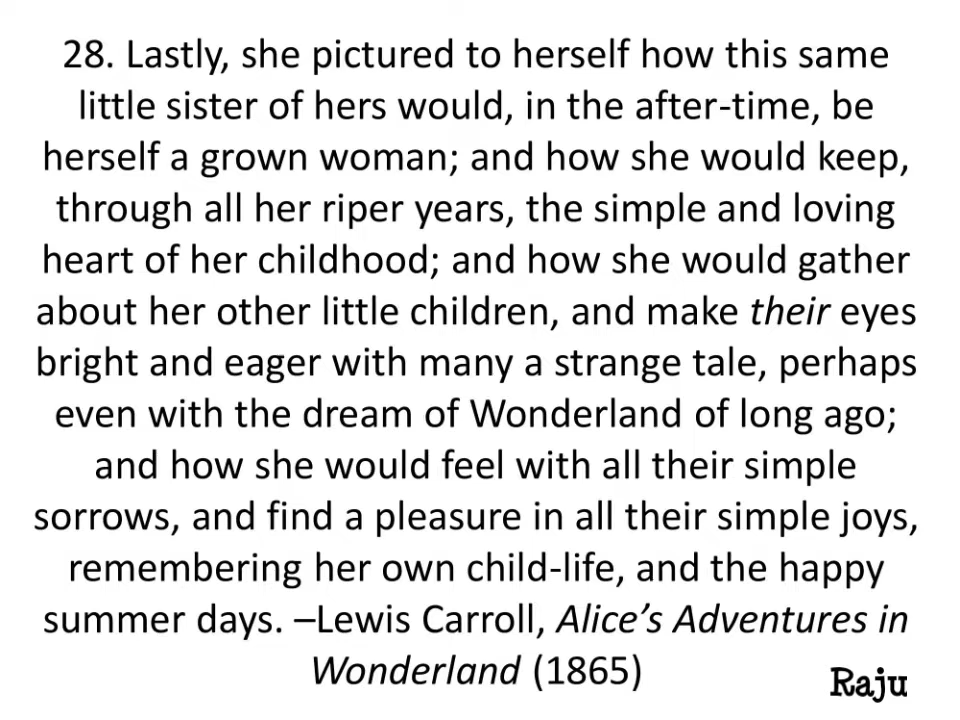 28. Lastly, she pictured to herself how this same
little sister of hers would, in the after-time, be
herself a grown woman; and how she would keep,
through all her riper years, the simple and loving
heart of her childhood; and how she would gather
about her other little children, and make their eyes
bright and eager with many a strange tale, perhaps
even with the dream of Wonderland of long ago;
and how she would feel with all their simple
sorrows, and find a pleasure in all their simple joys,
remembering her own child-life, and the happy
summer days. –Lewis Carroll, Alice’s Adventures in
Wonderland (1865)
Raju